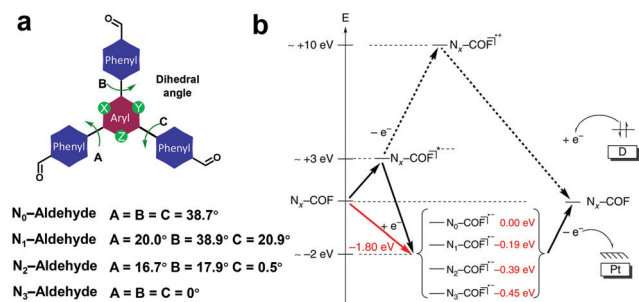 a
Phenyl
B
Dihedral
angle
X
Y
Aryl
Z
C
Phenyl
Phenyl
A
O
O
O
N₀–Aldehyde A = B = C = 38.7°
N₁–Aldehyde A = 20.0° B = 38.9° C = 20.9°
N₂–Aldehyde A = 16.7° B = 17.9° C = 0.5°
N₃–Aldehyde A = B = C = 0°
b
E
~ +10 eV
Nₓ–COF⁺⁺
– e⁻
+ e⁻
D
~ +3 eV
Nₓ–COF*
Nₓ–COF
Nₓ–COF
+ e⁻
–1.80 eV
– e⁻
Pt
~ –2 eV
N₀–COF•⁻ 0.00 eV
N₁–COF•⁻ –0.19 eV
N₂–COF•⁻ –0.39 eV
N₃–COF•⁻ –0.45 eV